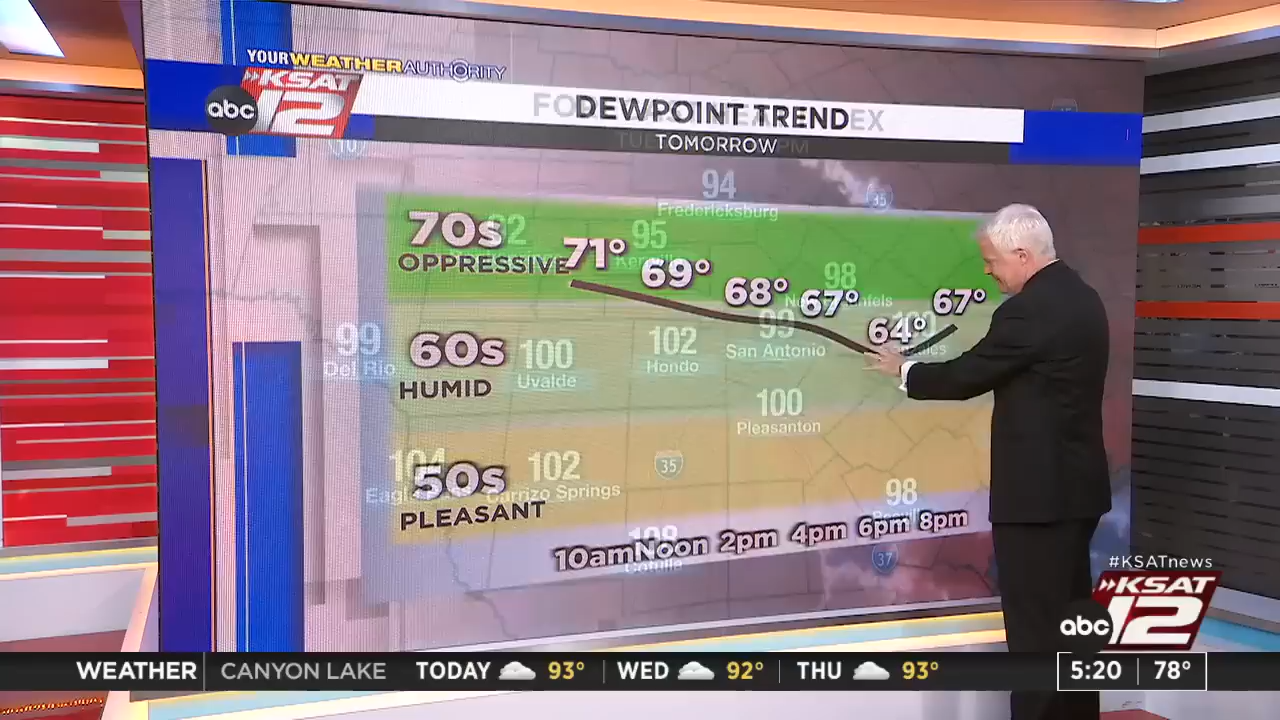 YOUR WEATHER AUTHORITY
»KSAT
abc 12
DEWPOINT TREND
TOMORROW
94
Fredericksburg
35
70s
OPPRESSIVE
71°
95
69°
98
68°
67°
64°
67°
99
Del Rio
60s
HUMID
100
Uvalde
102
Hondo
99
San Antonio
100
Pleasanton
104
50s
PLEASANT
102
Carrizo Springs
35
98
10am Noon 2pm 4pm 6pm 8pm
Cotulla
37
#KSATnews
»KSAT
abc 12
WEATHER CANYON LAKE TODAY 93° WED 92° THU 93° 5:20 78°